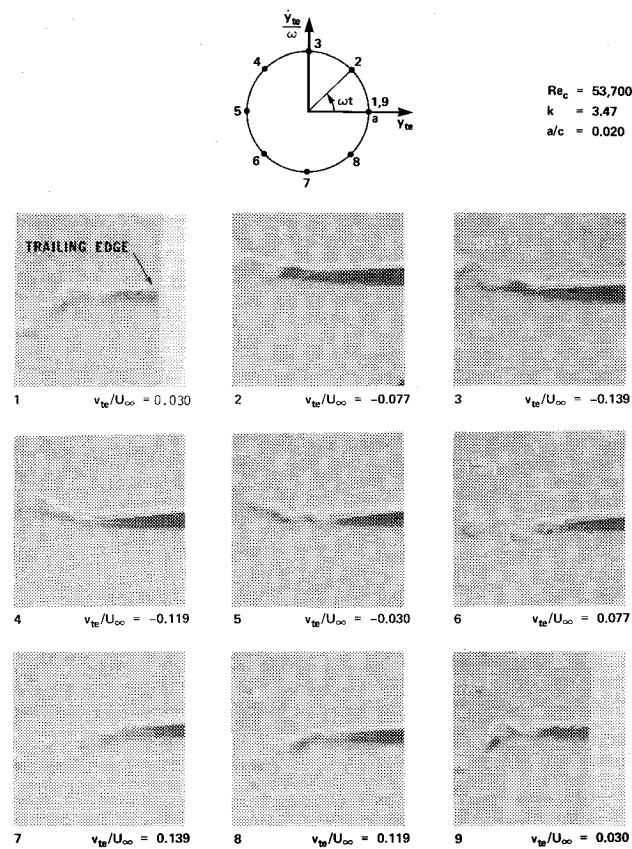 ẏte
ω
3
4
2
ωt
5
1,9
a
yte
6
8
7
Rec = 53,700
k = 3.47
a/c = 0.020
TRAILING EDGE
1 vte/U∞ = 0.030
2 vte/U∞ = -0.077
3 vte/U∞ = -0.139
4 vte/U∞ = -0.119
5 vte/U∞ = -0.030
6 vte/U∞ = 0.077
7 vte/U∞ = 0.139
8 vte/U∞ = 0.119
9 vte/U∞ = 0.030